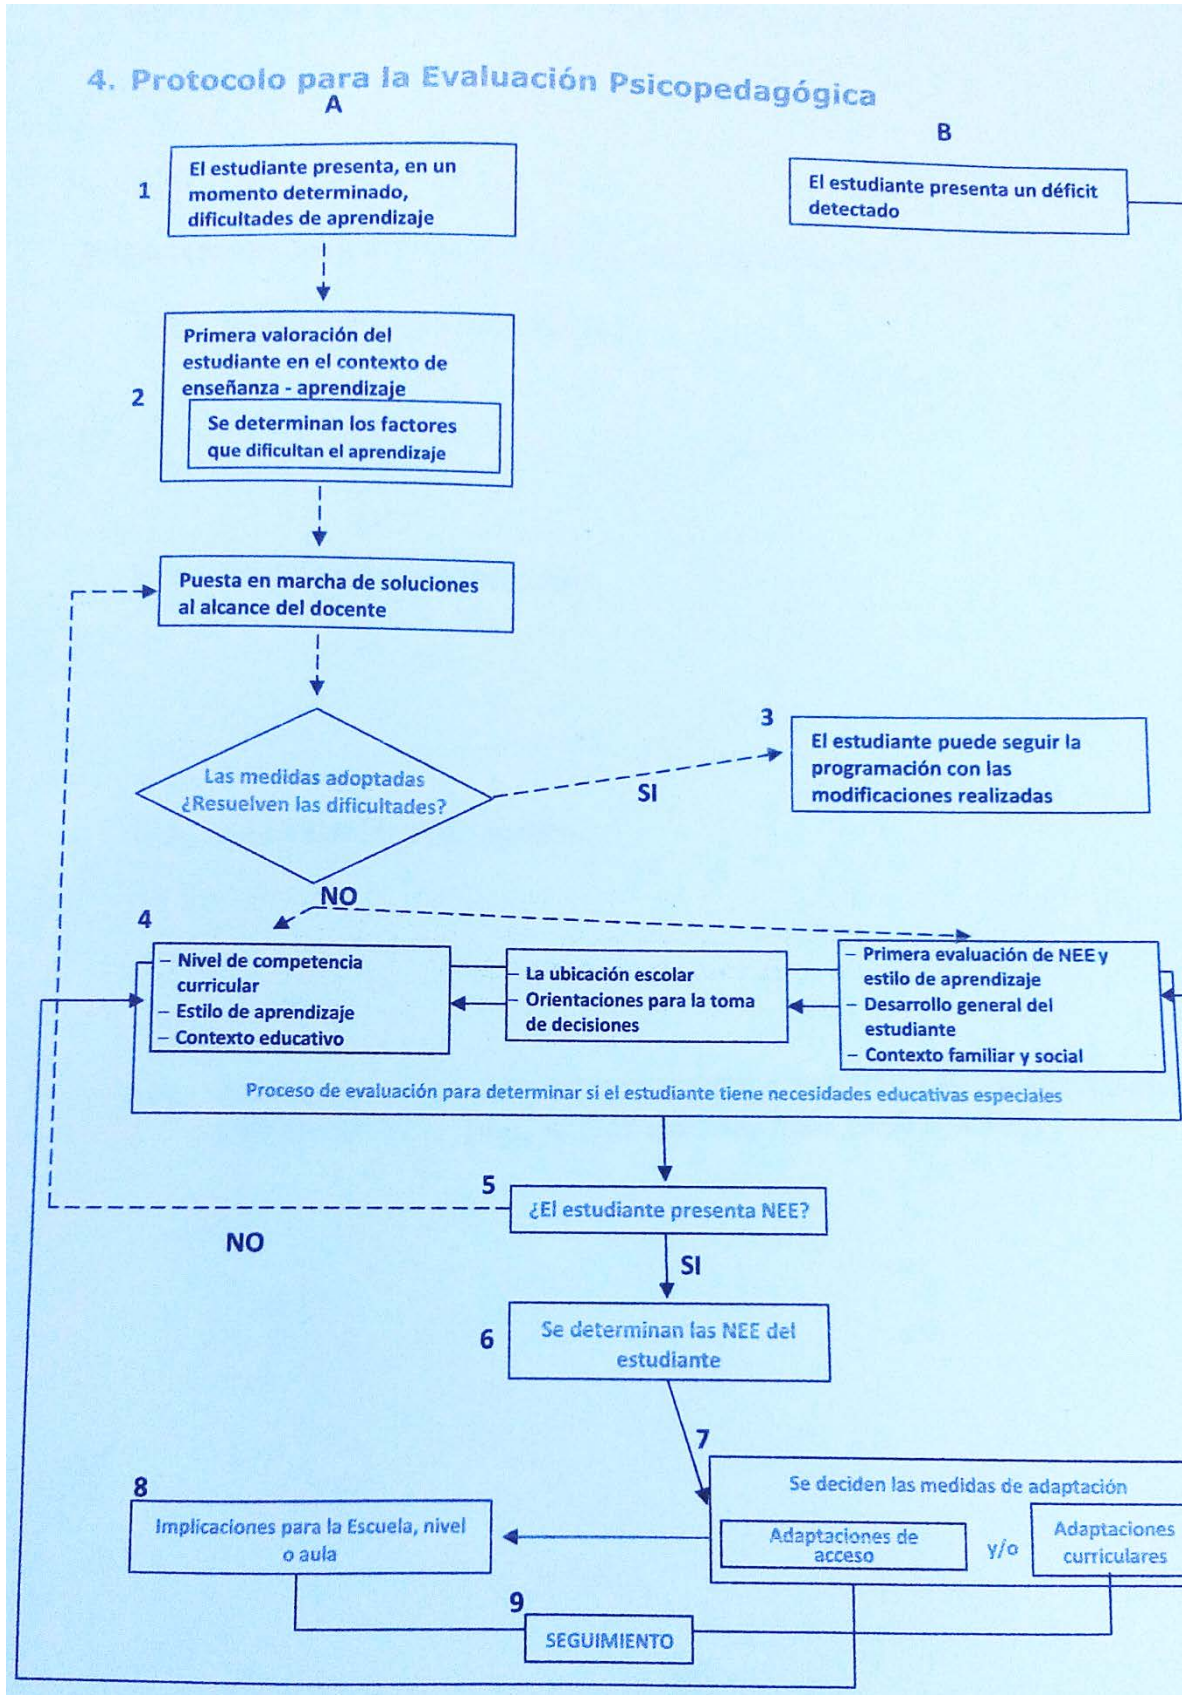 4. Protocolo para la Evaluación Psicopedagógica
A
B
1
El estudiante presenta, en un
momento determinado,
dificultades de aprendizaje
El estudiante presenta un déficit
detectado
2
Primera valoración del
estudiante en el contexto de
enseñanza - aprendizaje
Se determinan los factores
que dificultan el aprendizaje
Puesta en marcha de soluciones
al alcance del docente
Las medidas adoptadas
¿Resuelven las dificultades?
SI
3
El estudiante puede seguir la
programación con las
modificaciones realizadas
NO
4
– Nivel de competencia
curricular
– Estilo de aprendizaje
– Contexto educativo
– La ubicación escolar
– Orientaciones para la toma
de decisiones
– Primera evaluación de NEE y
estilo de aprendizaje
– Desarrollo general del
estudiante
– Contexto familiar y social
Proceso de evaluación para determinar si el estudiante tiene necesidades educativas especiales
5
¿El estudiante presenta NEE?
NO
SI
6
Se determinan las NEE del
estudiante
7
Se deciden las medidas de adaptación
Adaptaciones de
acceso
y/o
Adaptaciones
curriculares
8
Implicaciones para la Escuela, nivel
o aula
9
SEGUIMIENTO